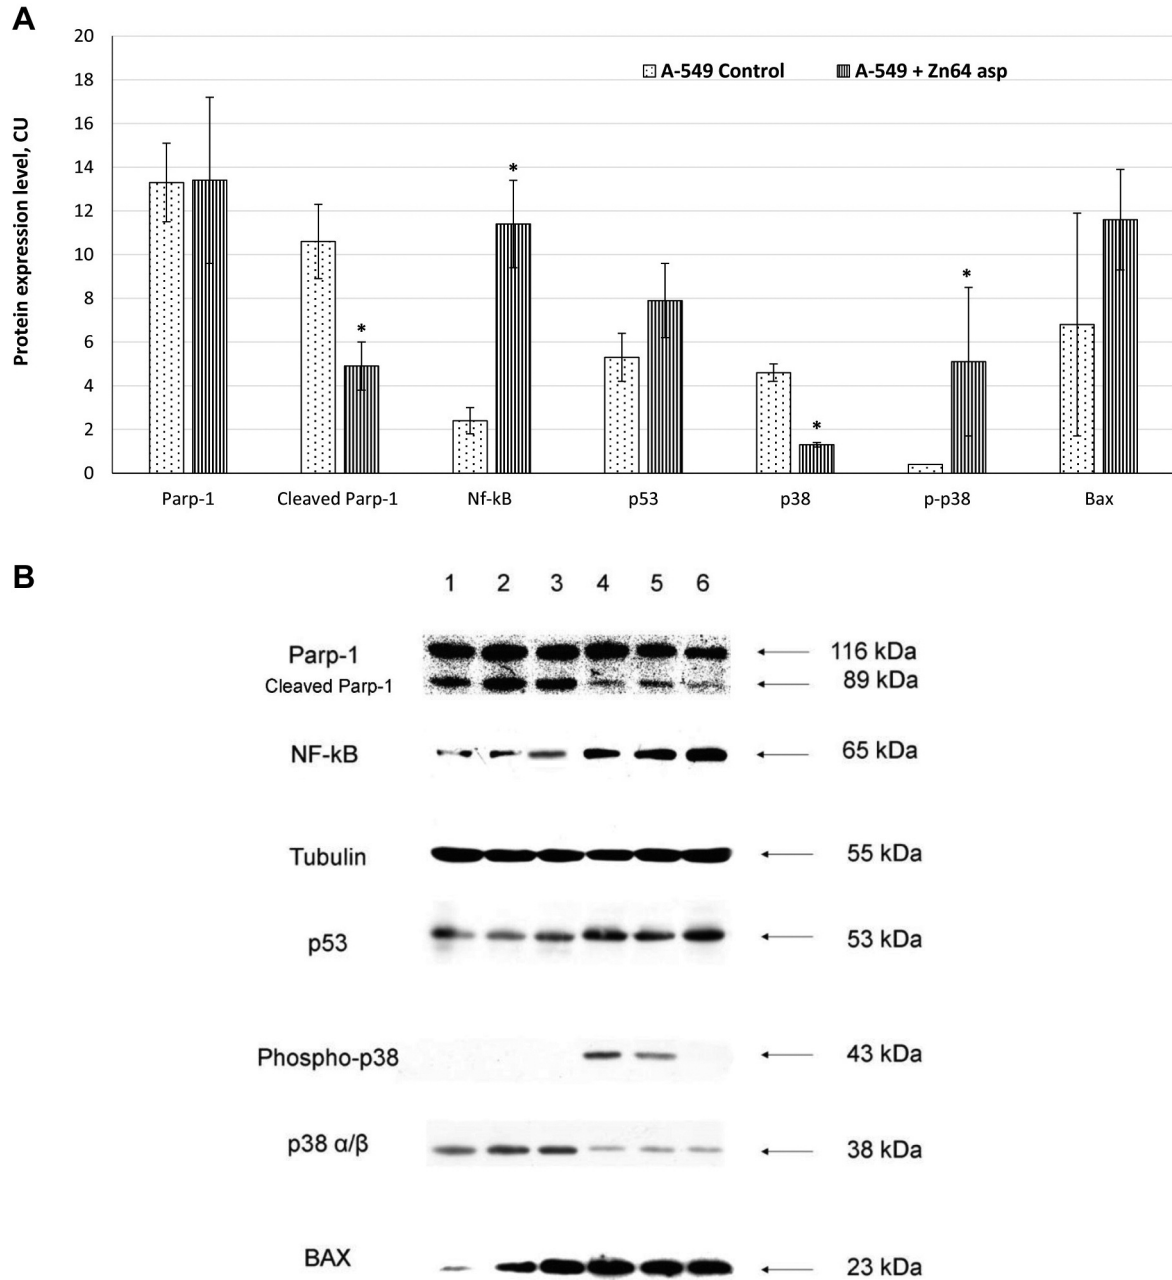 A
Protein expression level, CU
20
18
16
14
12
10
8
6
4
2
0
A-549 Control
A-549 + Zn64 asp
*
*
*
*
Parp-1 Cleaved Parp-1 Nf-kB p53 p38 p-p38 Bax
B
1 2 3 4 5 6
Parp-1 116 kDa
Cleaved Parp-1 89 kDa
NF-kB 65 kDa
Tubulin 55 kDa
p53 53 kDa
Phospho-p38 43 kDa
p38 α/β 38 kDa
BAX 23 kDa